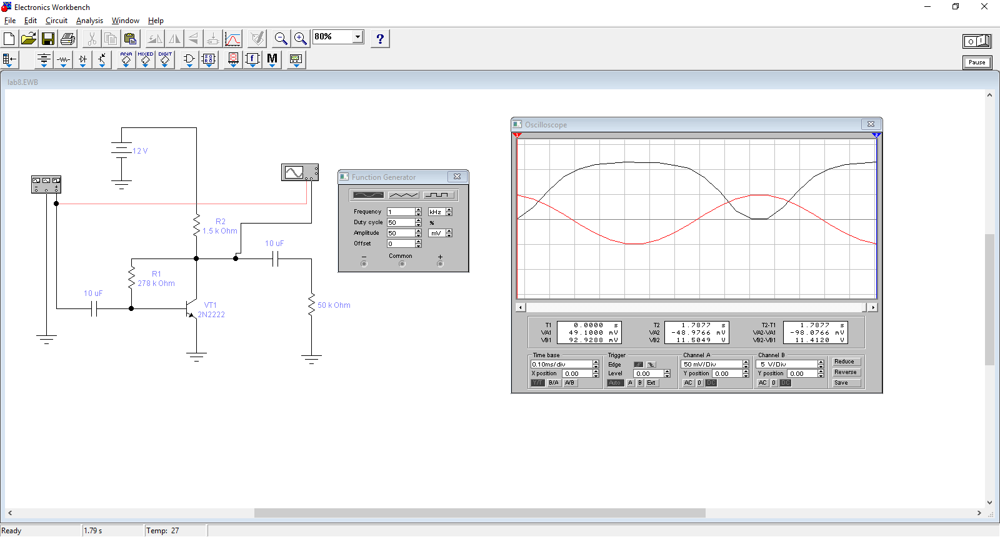 Electronics Workbench
File Edit Circuit Analysis Window Help
80%
?
O I
ANA MIXED DIGIT
f M
Pause
lab8.EWB
12 V
R2
1.5 k Ohm
10 uF
R1
278 k Ohm
10 uF
VT1
2N2222
50 k Ohm
Function Generator
Frequency 1 kHz
Duty cycle 50 %
Amplitude 50 mV
Offset 0
− Common +
Oscilloscope
1 2
T1 0.0000 s T2 1.7877 s T2-T1 1.7877 s
VA1 49.1000 mV VA2 -48.9766 mV VA2-VA1 -98.0766 mV
VB1 92.9288 mV VB2 11.5049 V VB2-VB1 11.4120 V
Time base Trigger Channel A Channel B
0.10ms/div Edge 50 mV/Div 5 V/Div Reduce
X position 0.00 Level 0.00 Y position 0.00 Y position 0.00 Reverse
Y/T B/A A/B Auto A B Ext AC 0 DC AC 0 DC Save
Ready 1.79 s Temp: 27